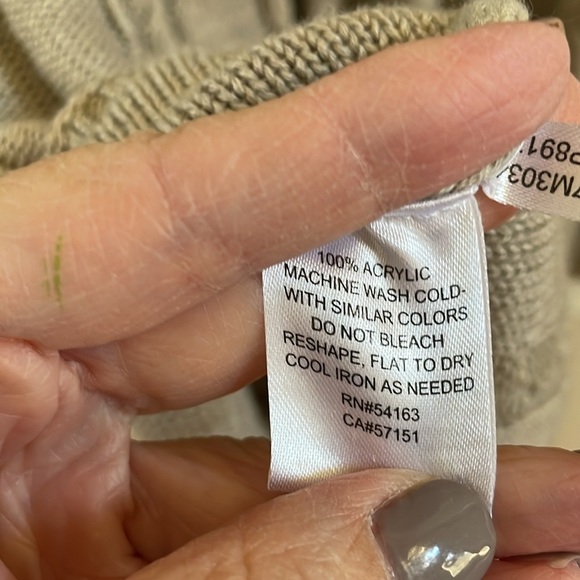 100% ACRYLIC
MACHINE WASH COLD-
WITH SIMILAR COLORS
DO NOT BLEACH
RESHAPE, FLAT TO DRY
COOL IRON AS NEEDED
RN#54163
CA#57151